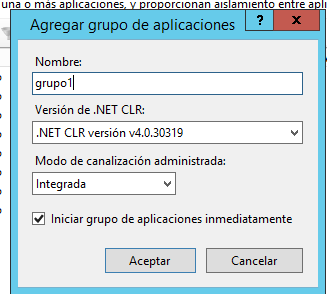 una o más aplicaciones, y proporcionan aislamiento entre apli
Agregar grupo de aplicaciones
Nombre:
grupo1
Versión de .NET CLR:
.NET CLR versión v4.0.30319
Modo de canalización administrada:
Integrada
Iniciar grupo de aplicaciones inmediatamente
Aceptar
Cancelar